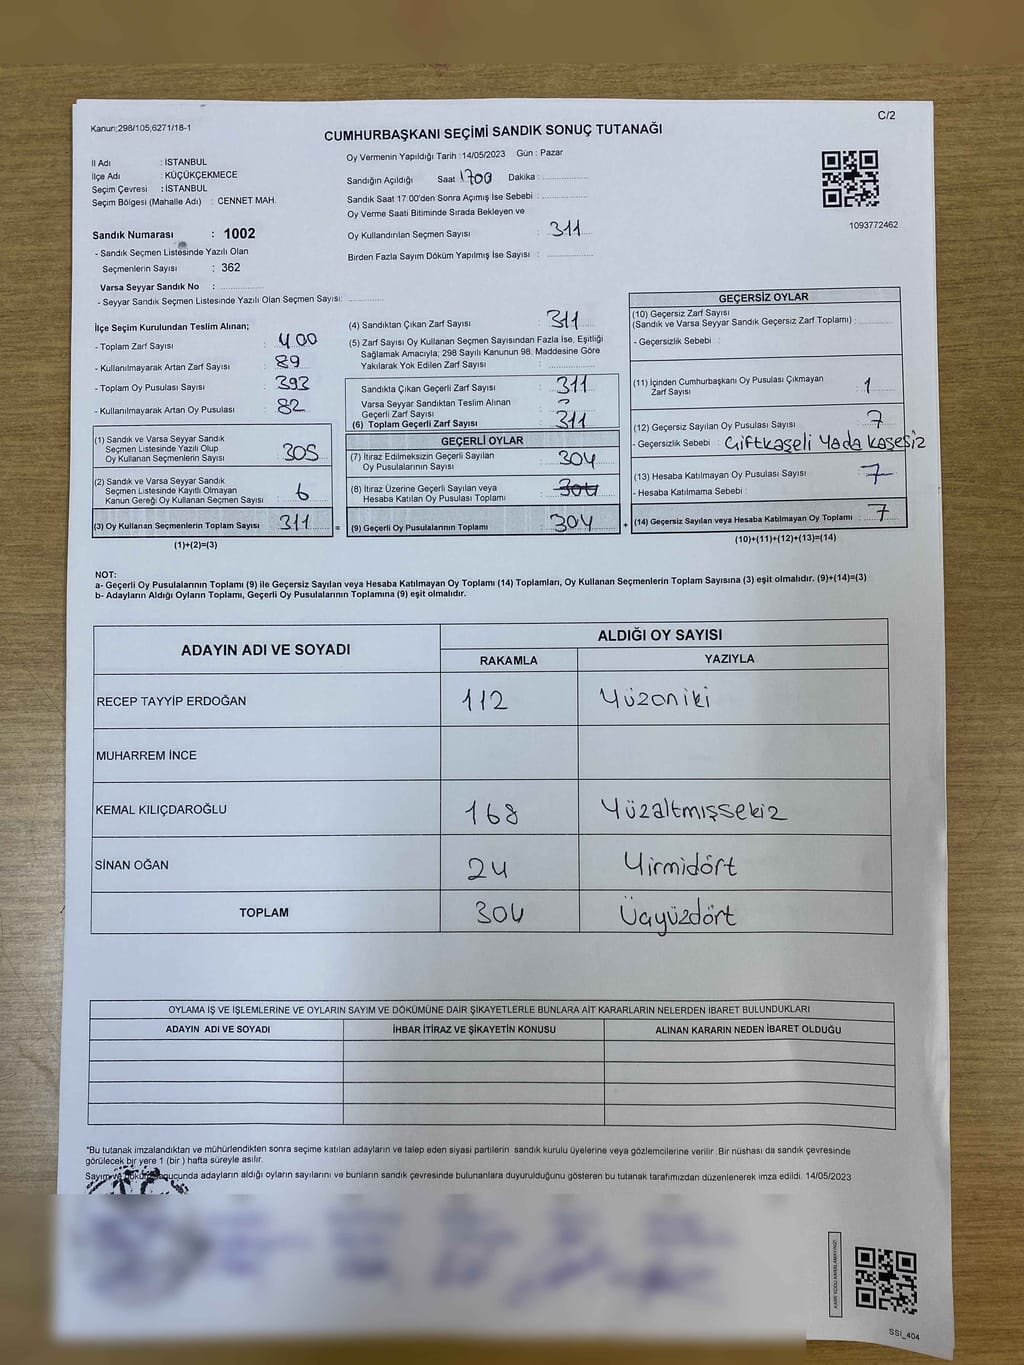 Kanun;298/105;6271/18-1
C/2
CUMHURBAŞKANI SEÇİMİ SANDIK SONUÇ TUTANAĞI
İl Adı : İSTANBUL
İlçe Adı : KÜÇÜKÇEKMECE
Seçim Çevresi : İSTANBUL
Seçim Bölgesi (Mahalle Adı) : CENNET MAH.
Sandık Numarası : 1002
- Sandık Seçmen Listesinde Yazılı Olan
Seçmenlerin Sayısı : 362
Varsa Seyyar Sandık No :
- Seyyar Sandık Seçmen Listesinde Yazılı Olan Seçmen Sayısı:
Oy Vermenin Yapıldığı Tarih :14/05/2023 Gün : Pazar
Sandığın Açıldığı Saat 1700 Dakika :
Sandık Saat 17:00'den Sonra Açımış İse Sebebi :
Oy Verme Saati Bitiminde Sırada Bekleyen ve
Oy Kullandırılan Seçmen Sayısı : 311
Birden Fazla Sayım Döküm Yapılmış İse Sayısı :
1093772462
İlçe Seçim Kurulundan Teslim Alınan;
- Toplam Zarf Sayısı : 400
- Kullanılmayarak Artan Zarf Sayısı : 89
- Toplam Oy Pusulası Sayısı : 393
- Kullanılmayarak Artan Oy Pusulası : 82
(1) Sandık ve Varsa Seyyar Sandık
Seçmen Listesinde Yazılı Olup
Oy Kullanan Seçmenlerin Sayısı : 305
(2) Sandık ve Varsa Seyyar Sandık
Seçmen Listesinde Kayıtlı Olmayan
Kanun Gereği Oy Kullanan Seçmen Sayısı : 6
(3) Oy Kullanan Seçmenlerin Toplam Sayısı : 311 =
(1)+(2)=(3)
(4) Sandıktan Çıkan Zarf Sayısı : 311
(5) Zarf Sayısı Oy Kullanan Seçmen Sayısından Fazla İse, Eşitliği
Sağlamak Amacıyla; 298 Sayılı Kanunun 98. Maddesine Göre
Yakılarak Yok Edilen Zarf Sayısı :
Sandıkta Çıkan Geçerli Zarf Sayısı : 311
Varsa Seyyar Sandıktan Teslim Alınan
Geçerli Zarf Sayısı :
(6) Toplam Geçerli Zarf Sayısı : 311
GEÇERLİ OYLAR
(7) İtiraz Edilmeksizin Geçerli Sayılan
Oy Pusulalarının Sayısı : 304
(8) İtiraz Üzerine Geçerli Sayılan veya
Hesaba Katılan Oy Pusulası Toplamı : 304
(9) Geçerli Oy Pusulalarının Toplamı : 304 +
GEÇERSİZ OYLAR
(10) Geçersiz Zarf Sayısı
(Sandık ve Varsa Seyyar Sandık Geçersiz Zarf Toplamı) :
- Geçersizlik Sebebi :
(11) İçinden Cumhurbaşkanı Oy Pusulası Çıkmayan
Zarf Sayısı : 1
(12) Geçersiz Sayılan Oy Pusulası Sayısı : 7
- Geçersizlik Sebebi : Çiftkaşeli Yada Kaşesiz
(13) Hesaba Katılmayan Oy Pusulası Sayısı : 7
- Hesaba Katılmama Sebebi :
(14) Geçersiz Sayılan veya Hesaba Katılmayan Oy Toplamı : 7
(10)+(11)+(12)+(13)=(14)
NOT:
a- Geçerli Oy Pusulalarının Toplamı (9) ile Geçersiz Sayılan veya Hesaba Katılmayan Oy Toplamı (14) Toplamları, Oy Kullanan Seçmenlerin Toplam Sayısına (3) eşit olmalıdır. (9)+(14)=(3)
b- Adayların Aldığı Oyların Toplamı, Geçerli Oy Pusulalarının Toplamına (9) eşit olmalıdır.
ADAYIN ADI VE SOYADI
ALDIĞI OY SAYISI
RAKAMLA YAZIYLA
RECEP TAYYİP ERDOĞAN 112 Yüzoniki
MUHARREM İNCE
KEMAL KILIÇDAROĞLU 168 Yüzaltmışsekiz
SİNAN OĞAN 24 Yirmidört
TOPLAM 304 Üçyüzdört
OYLAMA İŞ VE İŞLEMLERİNE VE OYLARIN SAYIM VE DÖKÜMÜNE DAİR ŞİKAYETLERLE BUNLARA AİT KARARLARIN NELERDEN İBARET BULUNDUKLARI
ADAYIN ADI VE SOYADI İHBAR İTİRAZ VE ŞİKAYETİN KONUSU ALINAN KARARIN NEDEN İBARET OLDUĞU
*Bu tutanak imzalandıktan ve mühürlendikten sonra seçime katılan adayların ve talep eden siyasi partilerin sandık kurulu üyelerine veya gözlemcilerine verilir .Bir nüshası da sandık çevresinde
görülecek bir yere 1 (bir ) hafta süreyle asılır.
adayların aldığı oyların sayılarını ve bunların sandık çevresinde bulunanlara duyurulduğunu gösteren bu tutanak tarafımızdan düzenlenerek imza edildi. 14/05/2023
KARE KODU KARALAMAYINIZ!
SSI_404